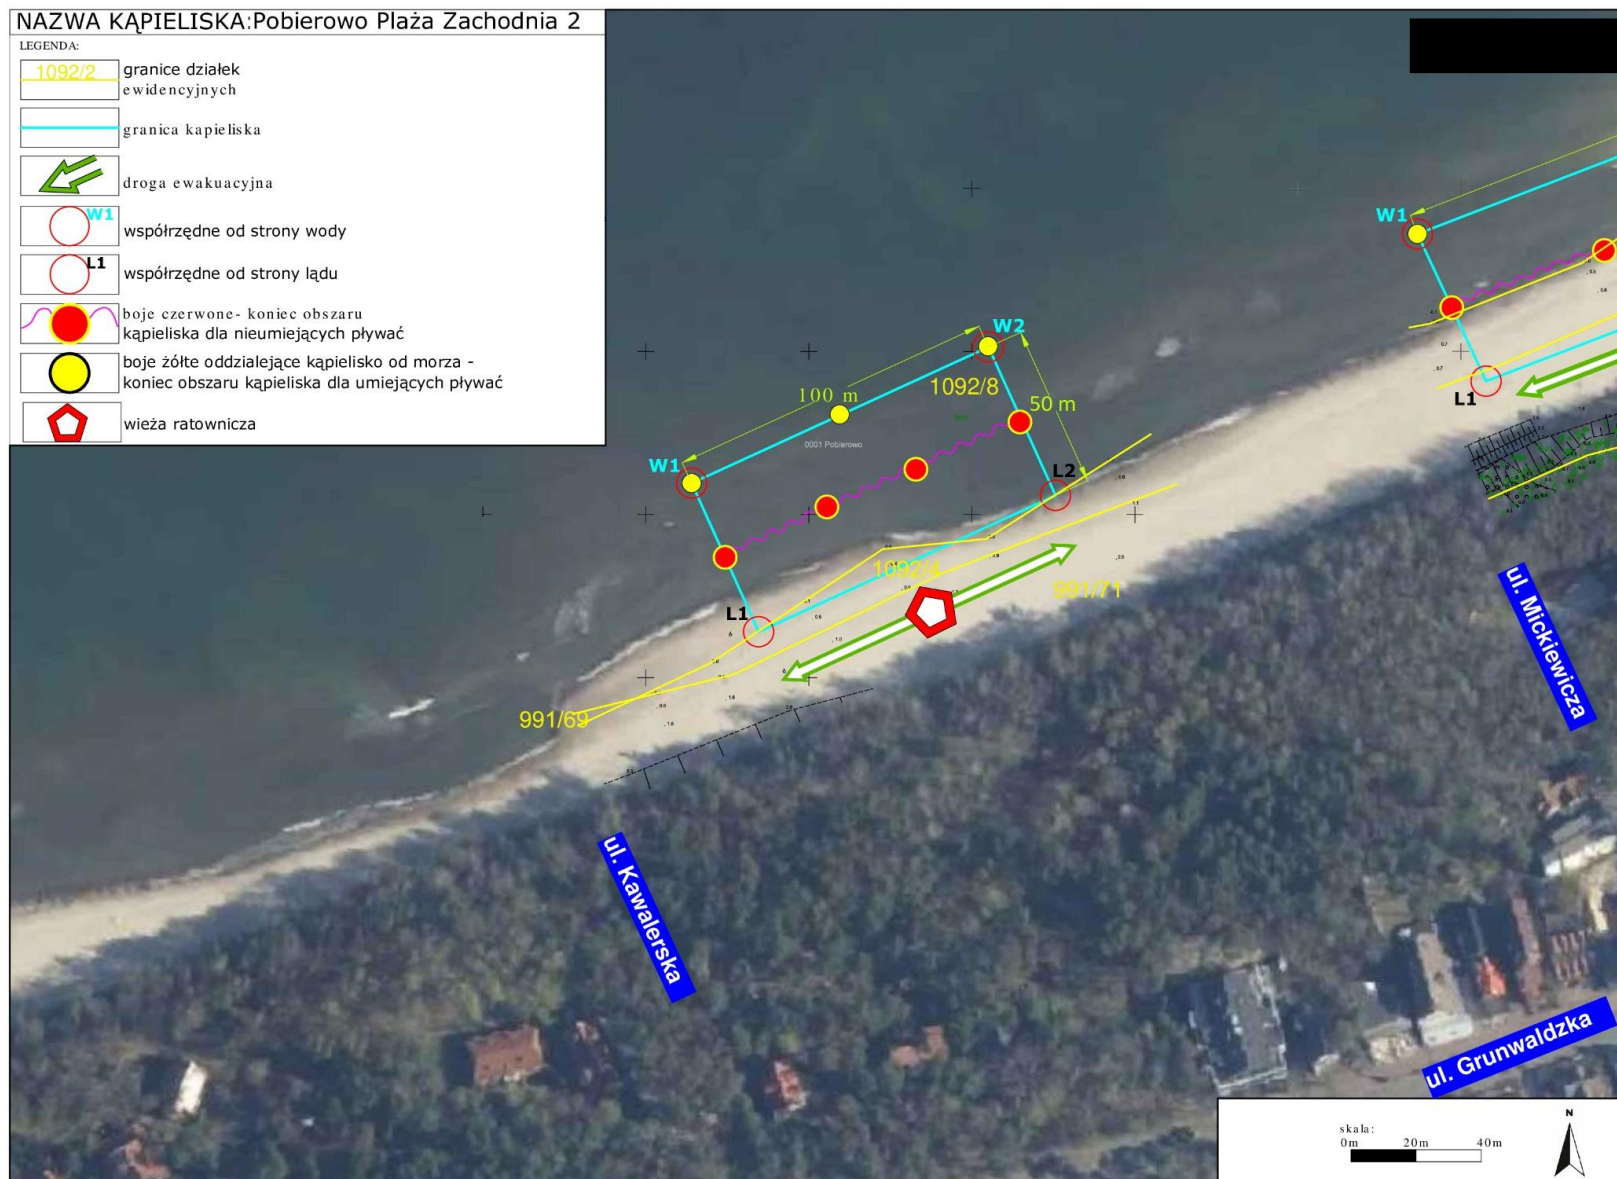 NAZWA KĄPIELISKA:Pobierowo Plaża Zachodnia 2
LEGENDA:
1092/2
granice działek
ewidencyjnych
granica kapieliska
droga ewakuacyjna
W1
współrzędne od strony wody
L1
współrzędne od strony lądu
boje czerwone- koniec obszaru
kąpieliska dla nieumiejących pływać
boje żółte oddzialejące kąpielisko od morza -
koniec obszaru kąpieliska dla umiejących pływać
wieża ratownicza
W1
W2
1092/8
100 m
50 m
0001 Pobierowo
W1
L2
L1
1092/4
991/71
L1
991/69
ul. Mickiewicza
ul. Kawalerska
ul. Grunwaldzka
skala:
0m 20m 40m
N